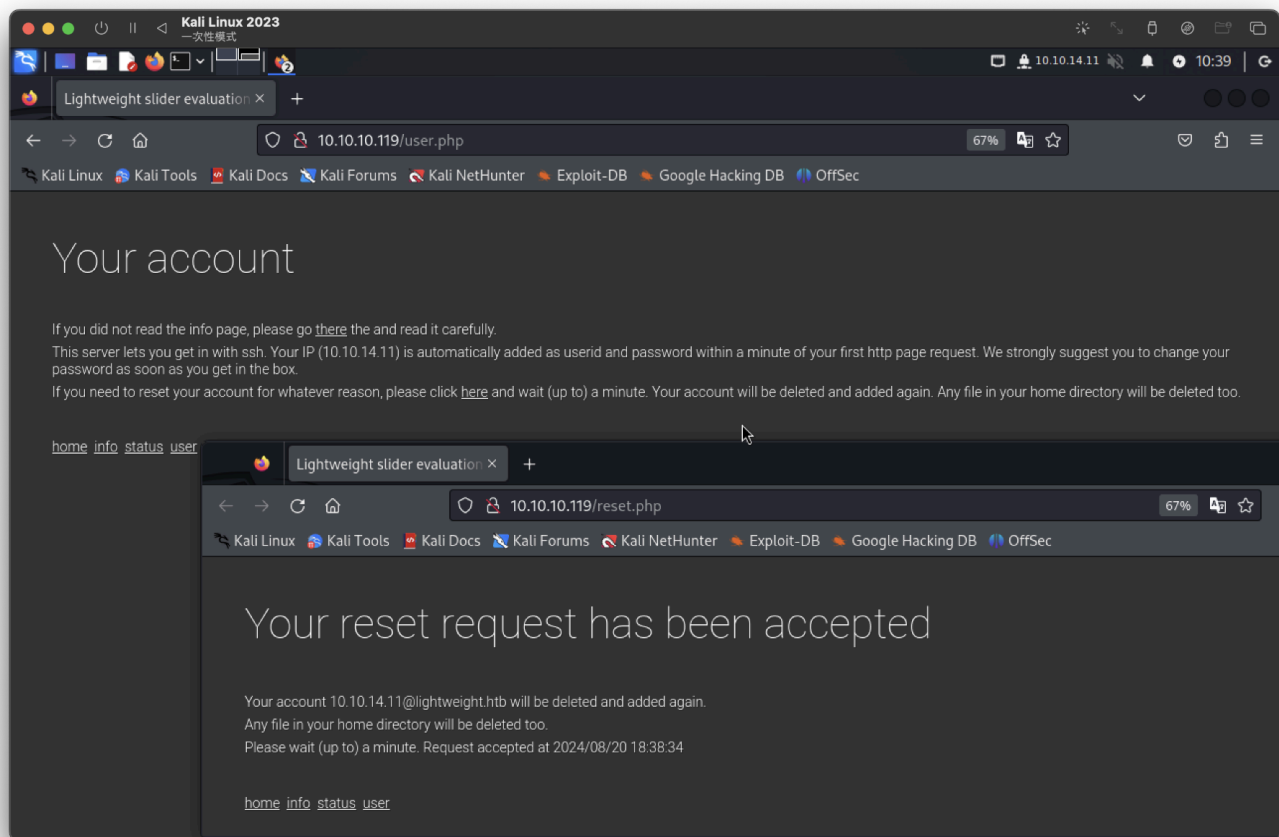 Kali Linux 2023
一次性模式
10.10.14.11
10:39
2
Lightweight slider evaluation
10.10.10.119/user.php
67%
Kali Linux Kali Tools Kali Docs Kali Forums Kali NetHunter Exploit-DB Google Hacking DB OffSec
Your account
If you did not read the info page, please go there the and read it carefully.
This server lets you get in with ssh. Your IP (10.10.14.11) is automatically added as userid and password within a minute of your first http page request. We strongly suggest you to change your
password as soon as you get in the box.
If you need to reset your account for whatever reason, please click here and wait (up to) a minute. Your account will be deleted and added again. Any file in your home directory will be deleted too.
home info status user
Lightweight slider evaluation
10.10.10.119/reset.php
67%
Kali Linux Kali Tools Kali Docs Kali Forums Kali NetHunter Exploit-DB Google Hacking DB OffSec
Your reset request has been accepted
Your account 10.10.14.11@lightweight.htb will be deleted and added again.
Any file in your home directory will be deleted too.
Please wait (up to) a minute. Request accepted at 2024/08/20 18:38:34
home info status user